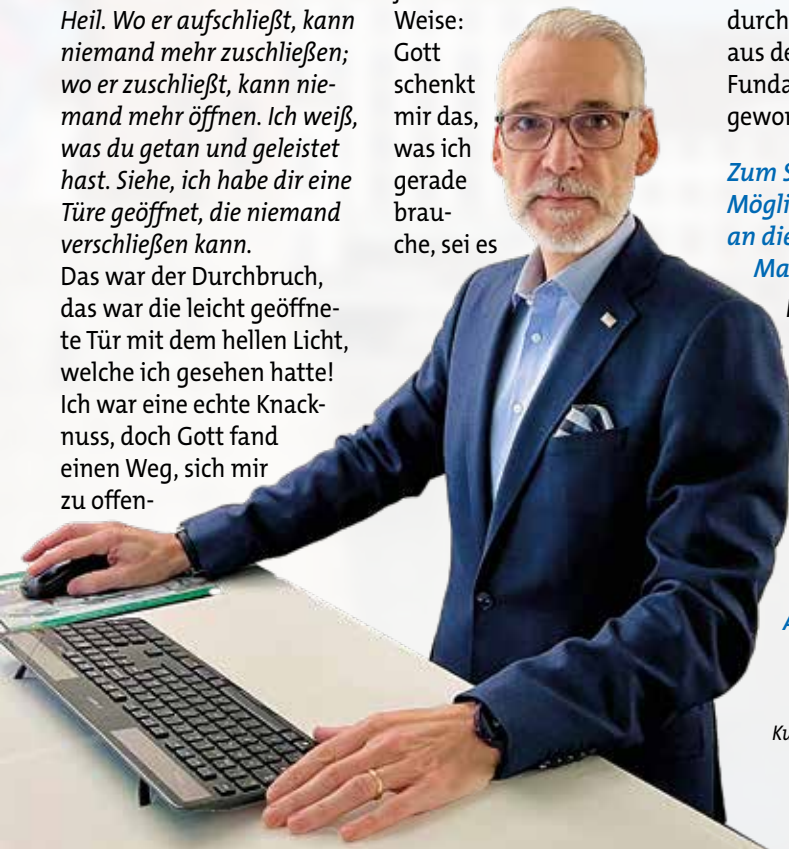 Heil. Wo er aufschließt, kann
niemand mehr zuschließen;
wo er zuschließt, kann nie-
mand mehr öffnen. Ich weiß,
was du getan und geleistet
hast. Siehe, ich habe dir eine
Türe geöffnet, die niemand
verschließen kann.
Das war der Durchbruch,
das war die leicht geöffne-
te Tür mit dem hellen Licht,
welche ich gesehen hatte!
Ich war eine echte Knack-
nuss, doch Gott fand
einen Weg, sich mir
zu offen-
Weise:
Gott
schenkt
mir das,
was ich
gerade
brau-
che, sei es
durch
aus de
Funda
gewor
Zum S
Mögli
an die
Ma
A
Ku